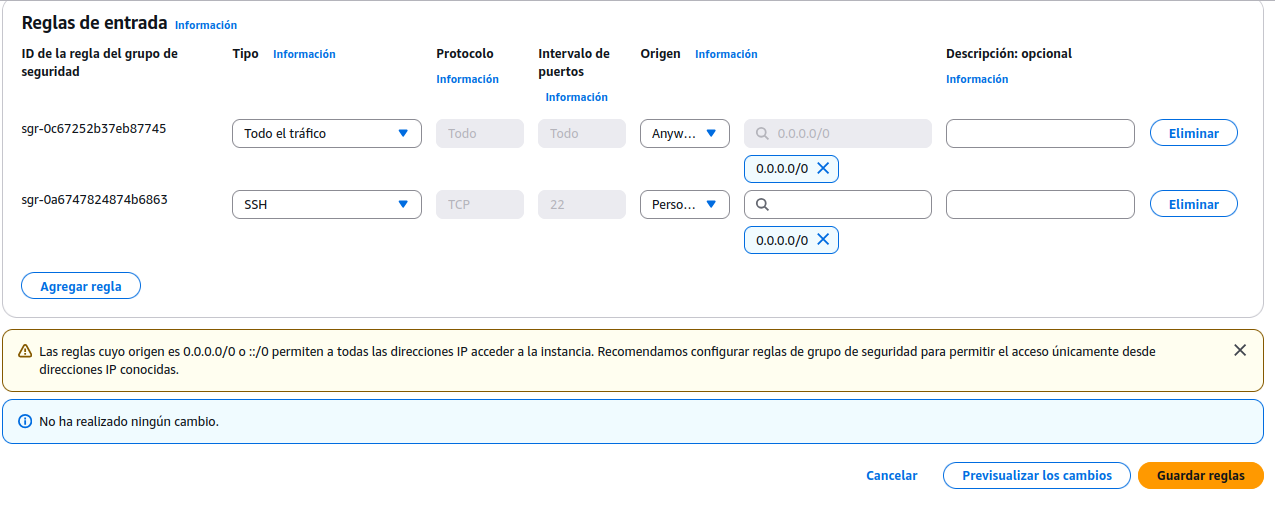 Reglas de entrada Información
ID de la regla del grupo de seguridad
Tipo Información
Protocolo Información
Intervalo de puertos Información
Origen Información
Descripción: opcional Información
sgr-0c67252b37eb87745 Todo el tráfico Todo Todo Anyw... 0.0.0.0/0 Eliminar
0.0.0.0/0
sgr-0a6747824874b6863 SSH TCP 22 Perso... Eliminar
0.0.0.0/0
Agregar regla
Las reglas cuyo origen es 0.0.0.0/0 o ::/0 permiten a todas las direcciones IP acceder a la instancia. Recomendamos configurar reglas de grupo de seguridad para permitir el acceso únicamente desde
direcciones IP conocidas.
No ha realizado ningún cambio.
Cancelar Previsualizar los cambios Guardar reglas